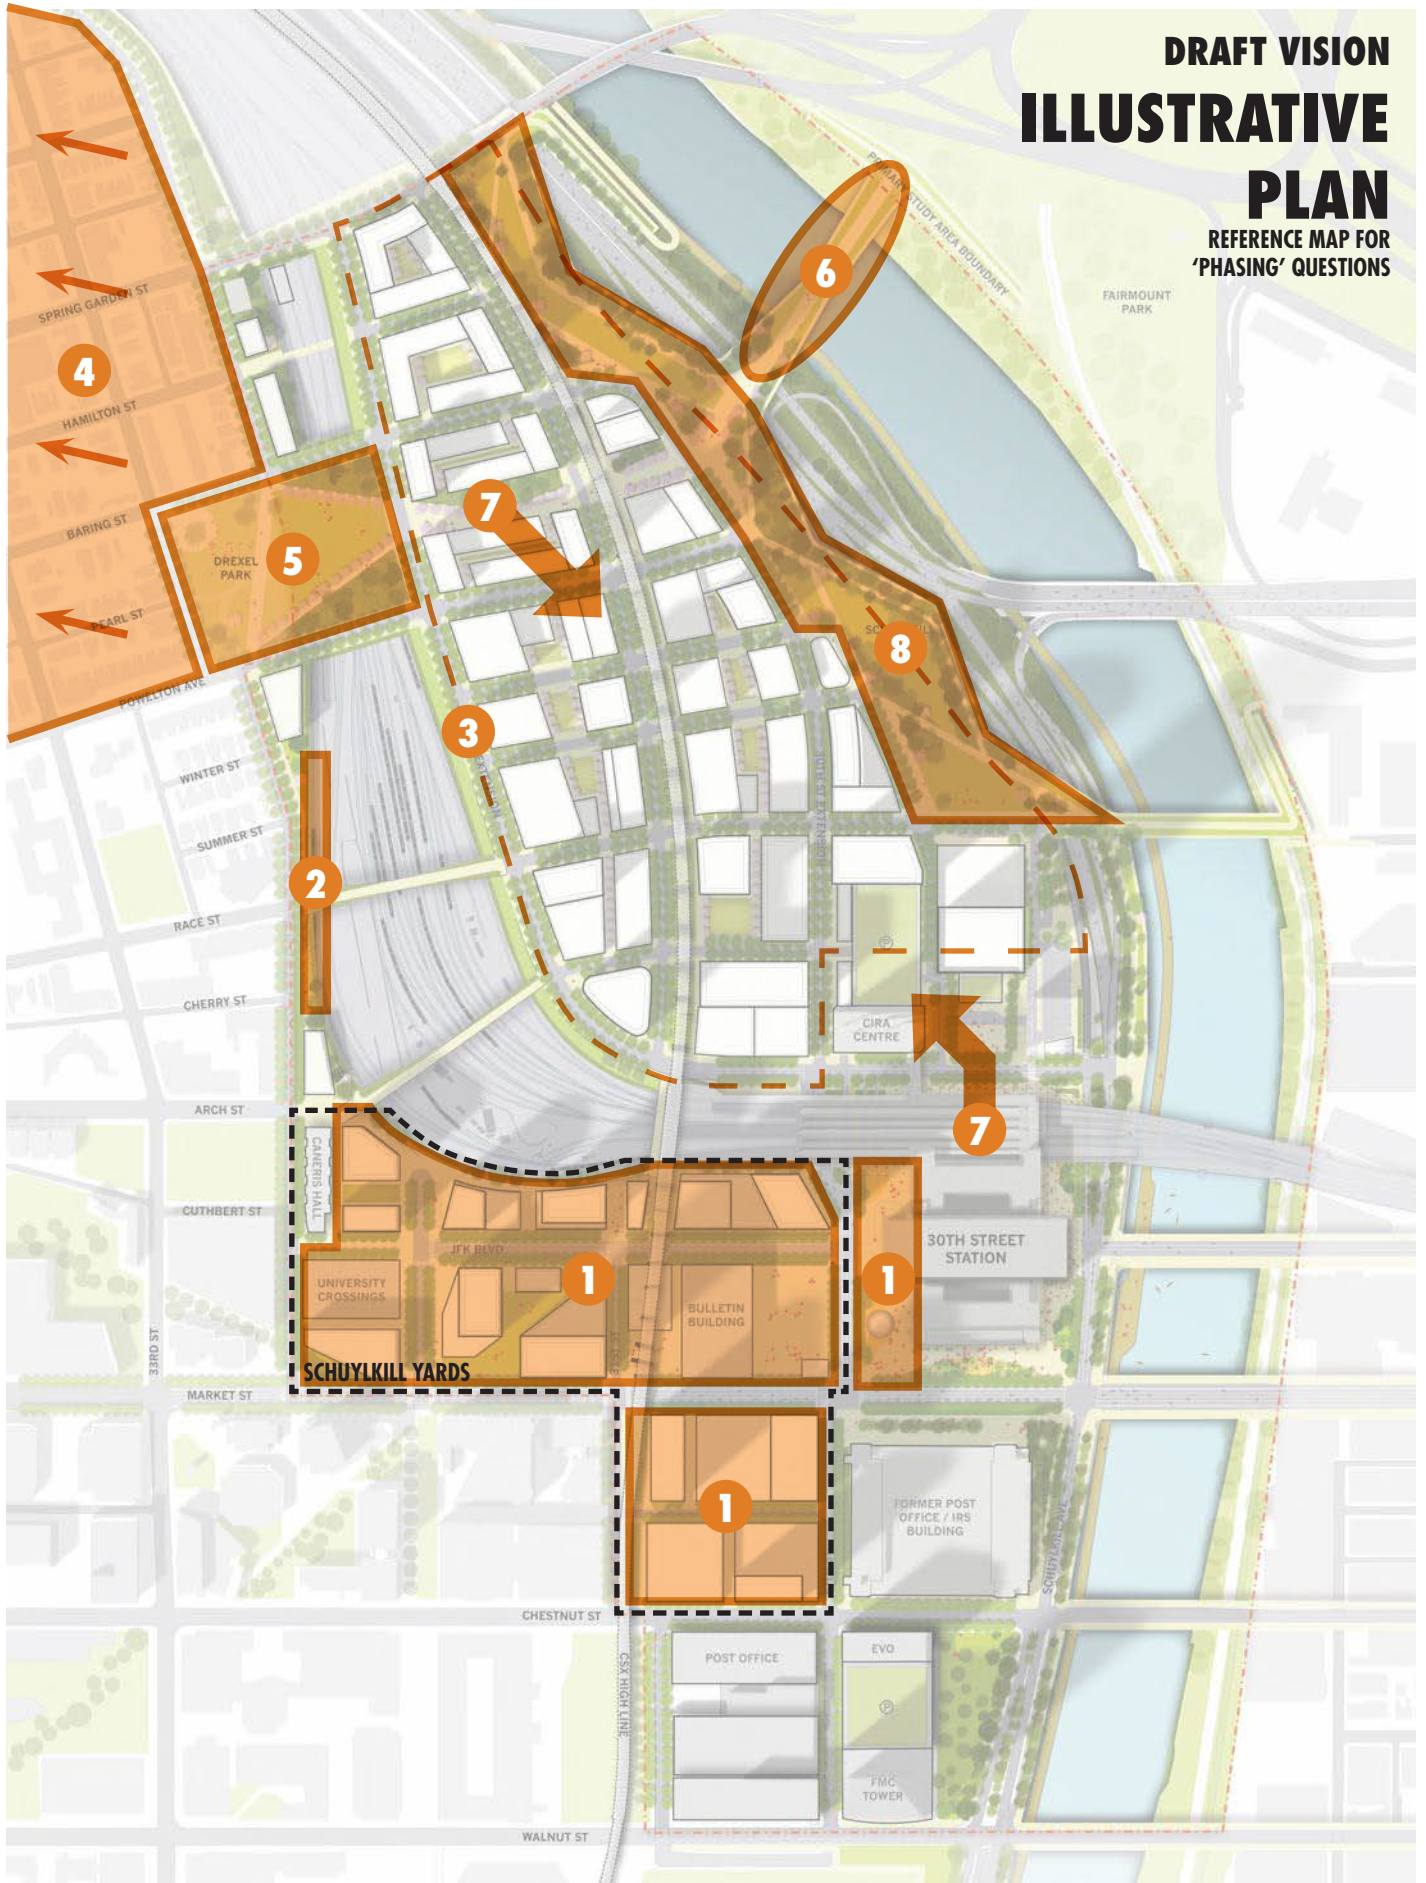 DRAFT VISION
ILLUSTRATIVE
PLAN
REFERENCE MAP FOR
‘PHASING’ QUESTIONS
PRIMARY STUDY AREA BOUNDARY
6
FAIRMOUNT
PARK
SPRING GARDEN ST
4
HAMILTON ST
7
BARING ST
DREXEL
PARK
5
PEARL ST
8
POWELTON AVE
3
WINTER ST
SUMMER ST
2
RACE ST
P
CHERRY ST
CIRA
CENTRE
ARCH ST
7
CANERIS HALL
CUTHBERT ST
30TH STREET
STATION
JFK BLVD
1
1
UNIVERSITY
CROSSINGS
BULLETIN
BUILDING
33RD ST
SCHUYLKILL YARDS
MARKET ST
1
FORMER POST
OFFICE / IRS
BUILDING
SCHUYLKILL AVE
CHESTNUT ST
CSX HIGH LINE
POST OFFICE
EVO
P
FMC
TOWER
WALNUT ST